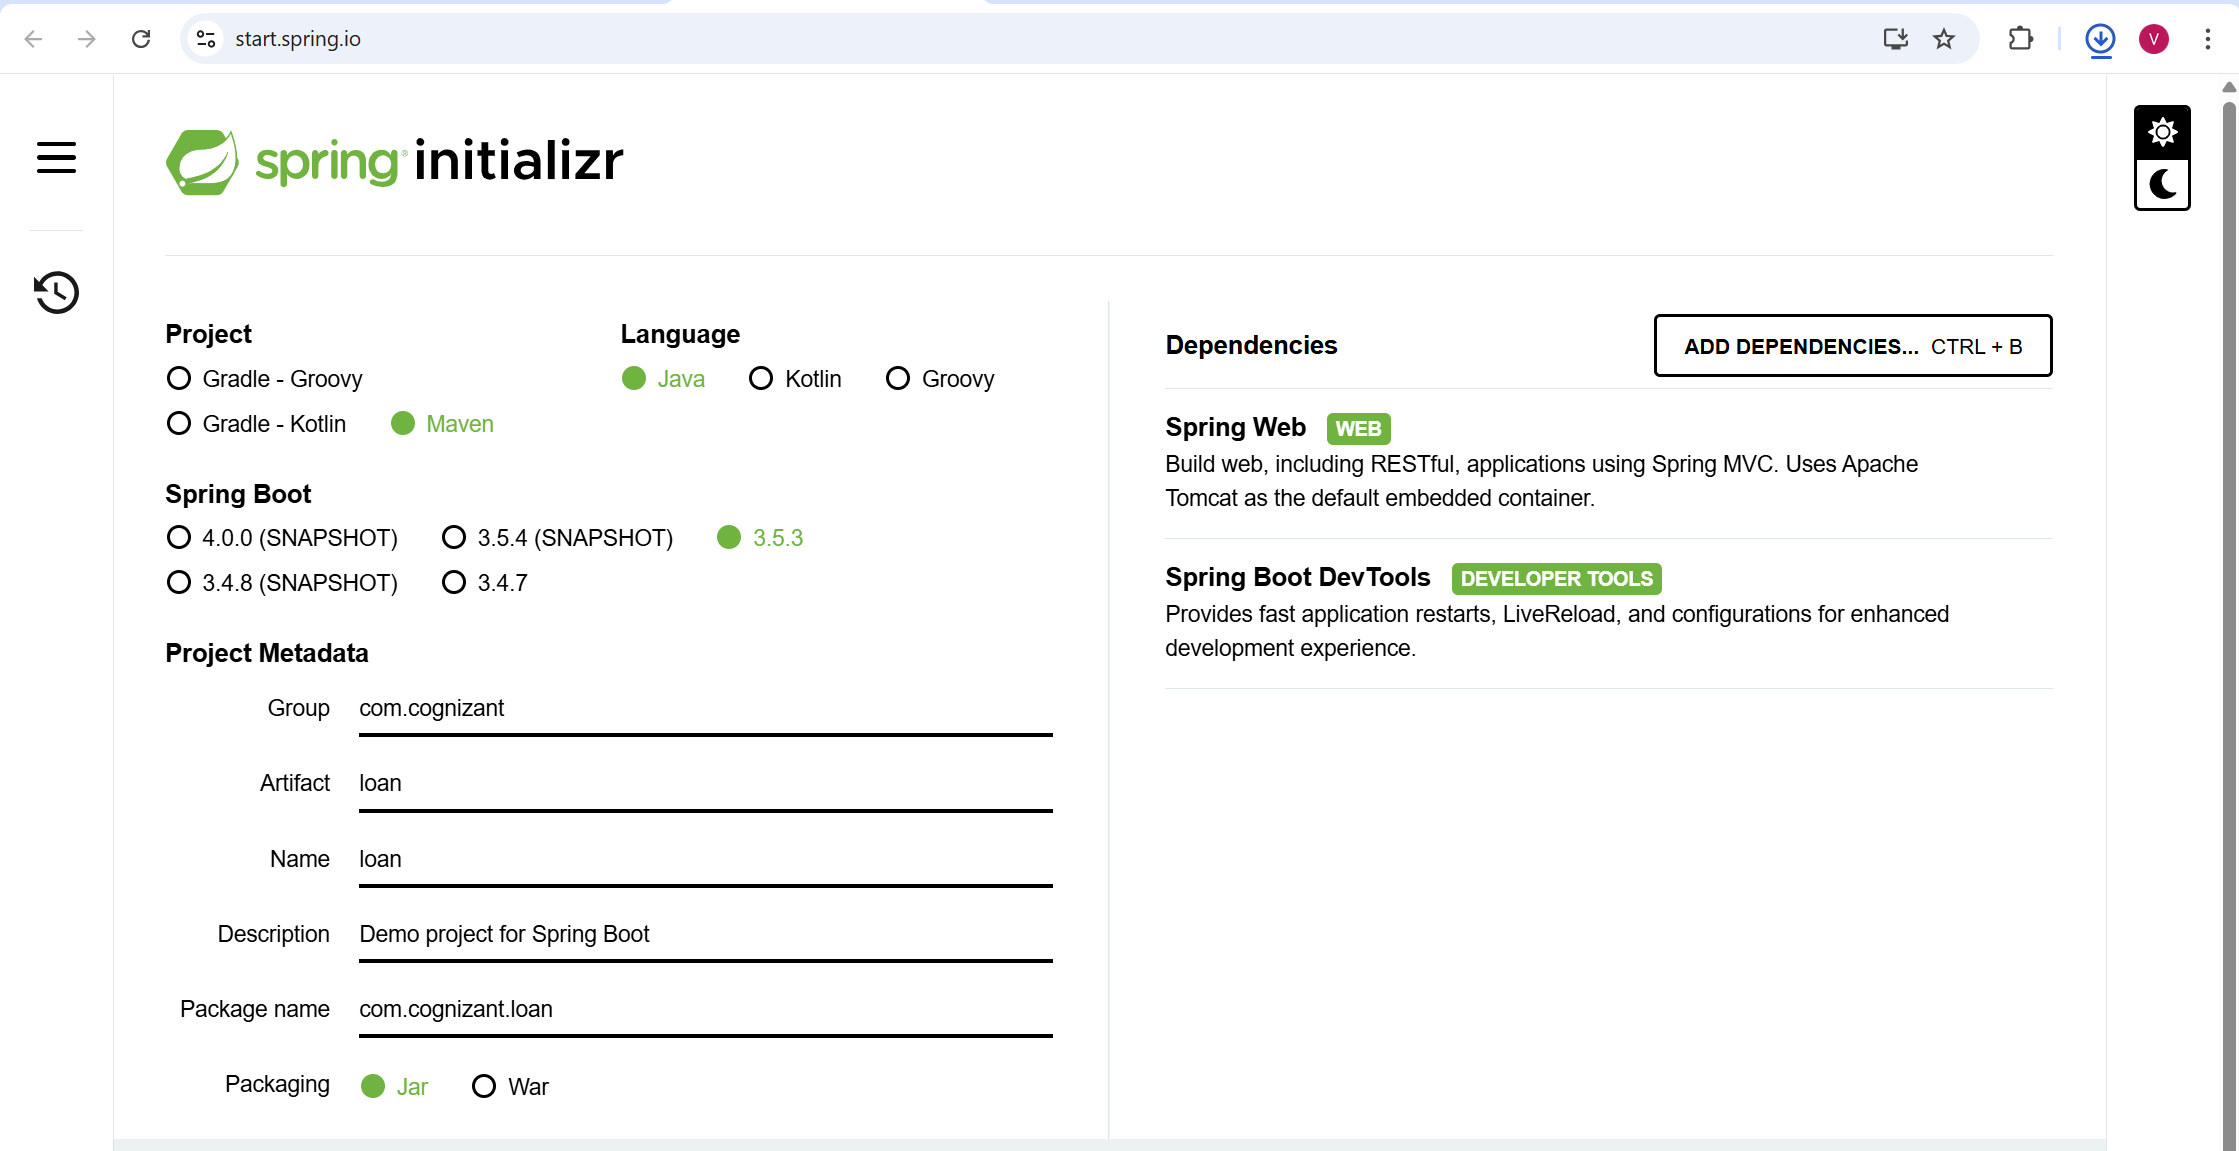 start.spring.io
V
spring initializr
Project
Gradle - Groovy
Gradle - Kotlin
Maven
Language
Java
Kotlin
Groovy
Spring Boot
4.0.0 (SNAPSHOT)
3.5.4 (SNAPSHOT)
3.5.3
3.4.8 (SNAPSHOT)
3.4.7
Project Metadata
Group
com.cognizant
Artifact
loan
Name
loan
Description
Demo project for Spring Boot
Package name
com.cognizant.loan
Packaging
Jar
War
Dependencies
ADD DEPENDENCIES... CTRL + B
Spring Web WEB
Build web, including RESTful, applications using Spring MVC. Uses Apache
Tomcat as the default embedded container.
Spring Boot DevTools DEVELOPER TOOLS
Provides fast application restarts, LiveReload, and configurations for enhanced
development experience.